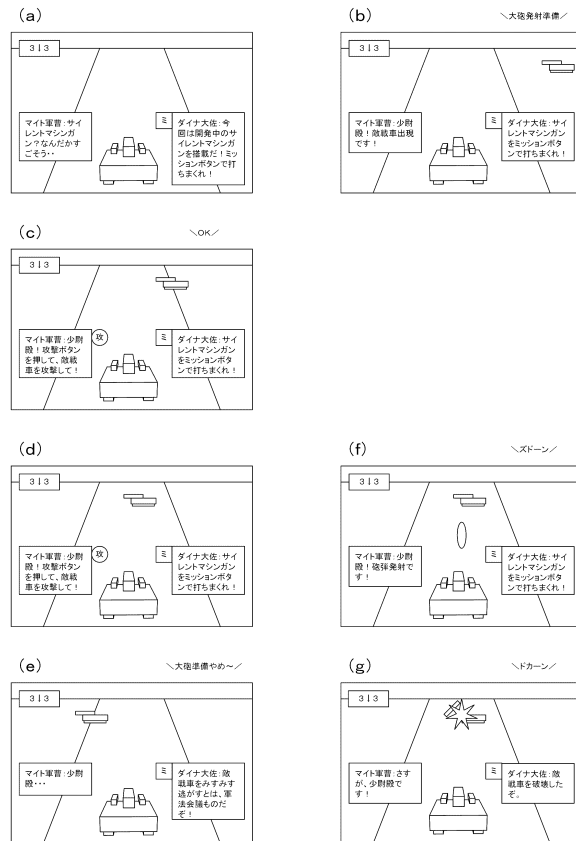 (a)
3↓3
マイト軍曹：サイ
レントマシンガ
ン？なんだかす
ごそう・・
ミ
ダイナ大佐：今
回は開発中のサ
イレントマシンガ
ンを搭載だ！ミッ
ションボタンで打
ちまくれ！
(b)
＼大砲発射準備／
3↓3
マイト軍曹：少尉
殿！敵戦車出現
です！
ミ
ダイナ大佐：サイ
レントマシンガン
をミッションボタ
ンで打ちまくれ！
(c)
＼OK／
3↓3
マイト軍曹：少尉
殿！攻撃ボタン
を押して、敵戦
車を攻撃して！
攻
ミ
ダイナ大佐：サイ
レントマシンガン
をミッションボタ
ンで打ちまくれ！
(d)
3↓3
マイト軍曹：少尉
殿！攻撃ボタン
を押して、敵戦
車を攻撃して！
攻
ミ
ダイナ大佐：サイ
レントマシンガン
をミッションボタ
ンで打ちまくれ！
(f)
＼ズドーン／
3↓3
マイト軍曹：少尉
殿！砲弾発射で
す！
ミ
ダイナ大佐：サイ
レントマシンガン
をミッションボタ
ンで打ちまくれ！
(e)
＼大砲準備やめ～／
3↓3
マイト軍曹：少尉
殿・・・
ミ
ダイナ大佐：敵
戦車をみすみす
逃がすとは、軍
法会議ものだ
ぞ！
(g)
＼ドカーン／
3↓3
マイト軍曹：さす
が、少尉殿で
す！
ミ
ダイナ大佐：敵
戦車を破壊した
ぞ。